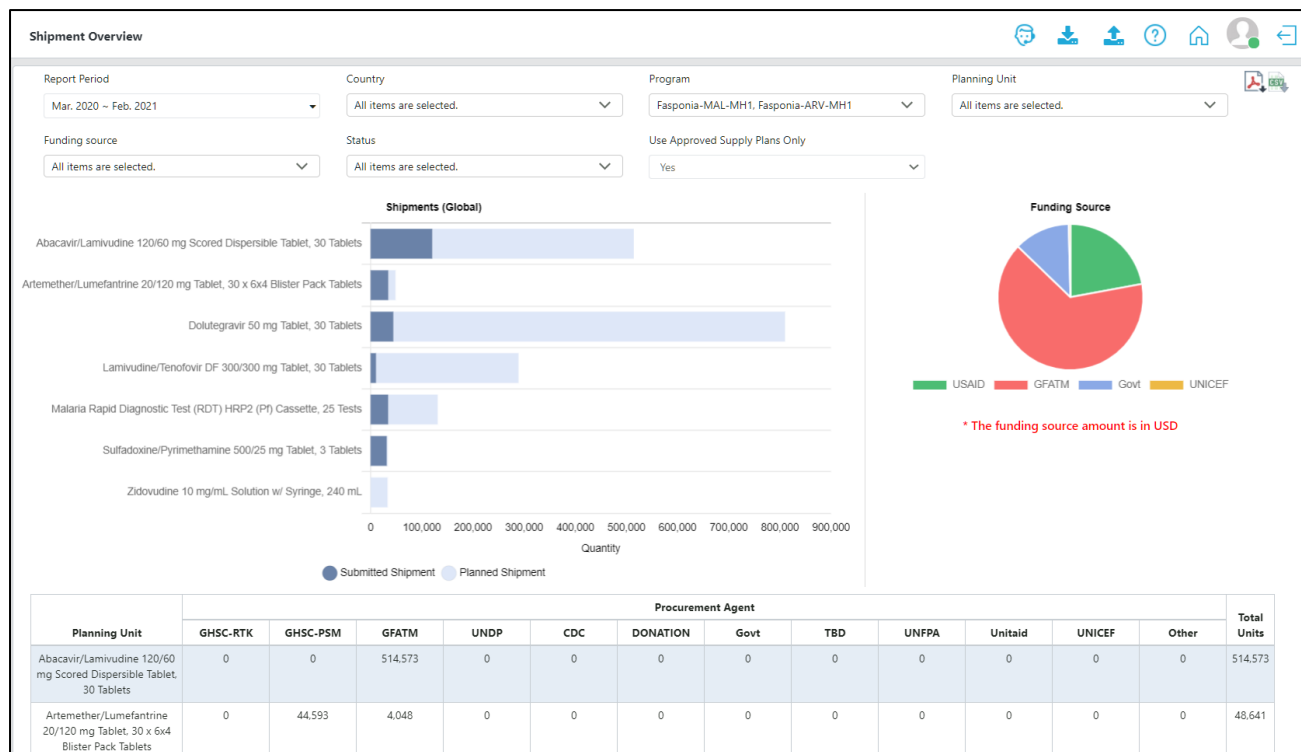 Shipment Overview
Report Period
Country
Program
Planning Unit
Mar. 2020 ~ Feb. 2021
All items are selected.
Fasponia-MAL-MH1, Fasponia-ARV-MH1
All items are selected.
CSV
Funding source
Status
Use Approved Supply Plans Only
All items are selected.
All items are selected.
Yes
Shipments (Global)
Abacavir/Lamivudine 120/60 mg Scored Dispersible Tablet, 30 Tablets
Artemether/Lumefantrine 20/120 mg Tablet, 30 x 6x4 Blister Pack Tablets
Dolutegravir 50 mg Tablet, 30 Tablets
Lamivudine/Tenofovir DF 300/300 mg Tablet, 30 Tablets
Malaria Rapid Diagnostic Test (RDT) HRP2 (Pf) Cassette, 25 Tests
Sulfadoxine/Pyrimethamine 500/25 mg Tablet, 3 Tablets
Zidovudine 10 mg/mL Solution w/ Syringe, 240 mL
0 100,000 200,000 300,000 400,000 500,000 600,000 700,000 800,000 900,000
Quantity
Submitted Shipment Planned Shipment
Funding Source
USAID GFATM Govt UNICEF
* The funding source amount is in USD
Planning Unit
Procurement Agent
Total
Units
GHSC-RTK GHSC-PSM GFATM UNDP CDC DONATION Govt TBD UNFPA Unitaid UNICEF Other
Abacavir/Lamivudine 120/60
mg Scored Dispersible Tablet,
30 Tablets
0 0 514,573 0 0 0 0 0 0 0 0 0 514,573
Artemether/Lumefantrine
20/120 mg Tablet, 30 x 6x4
Blister Pack Tablets
0 44,593 4,048 0 0 0 0 0 0 0 0 0 48,641